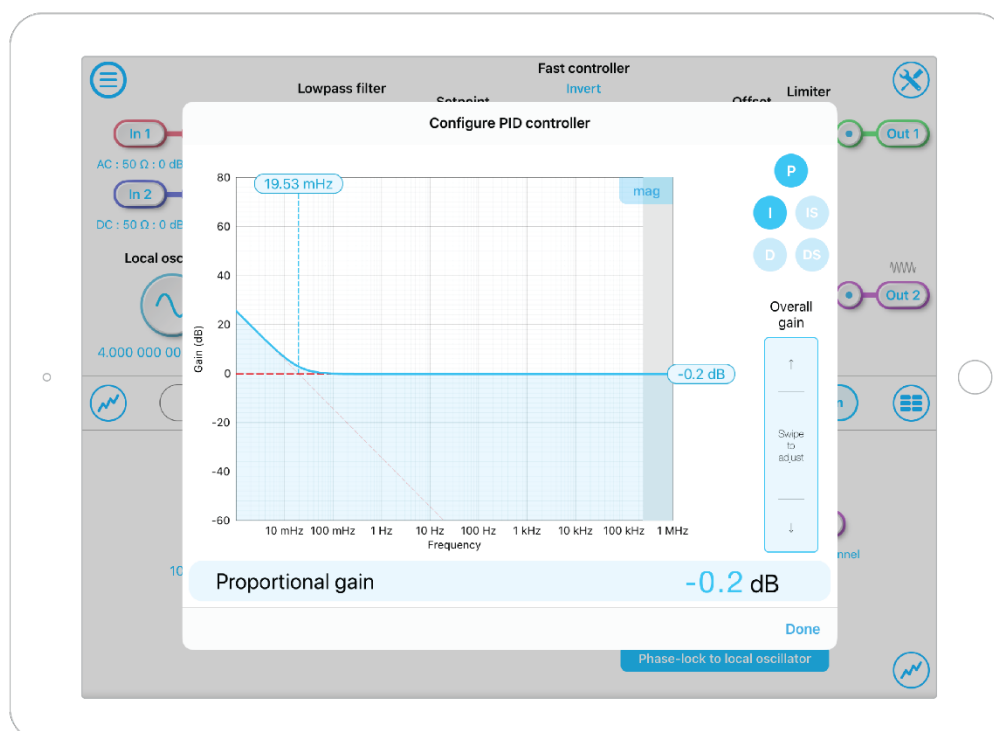 Fast controller
Lowpass filter
Invert
Limiter
Setpoint
Offset
Configure PID controller
In 1
Out 1
AC : 50 Ω : 0 dB
In 2
DC : 50 Ω : 0 dB
Local osc
Out 2
4.000 000 00
80
60
40
20
0
-20
-40
-60
Gain (dB)
19.53 mHz
mag
-0.2 dB
10 mHz 100 mHz 1 Hz 10 Hz 100 Hz 1 kHz 10 kHz 100 kHz 1 MHz
Frequency
P
I IS
D DS
Overall
gain
↑
Swipe
to
adjust
↓
10
nnel
Proportional gain -0.2 dB
Done
Phase-lock to local oscillator